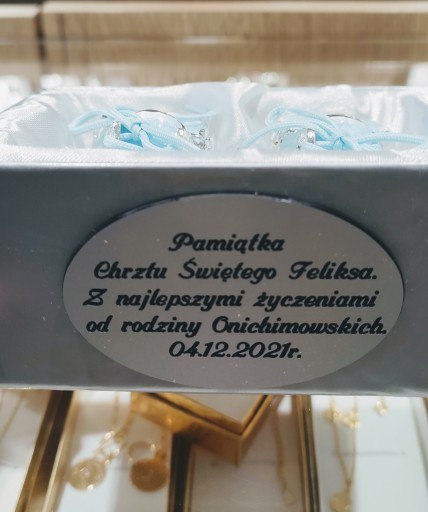 Pamiątka
Chrztu Świętego Feliksa.
Z najlepszymi życzeniami
od rodziny Onichimowskich.
04.12.2021r.